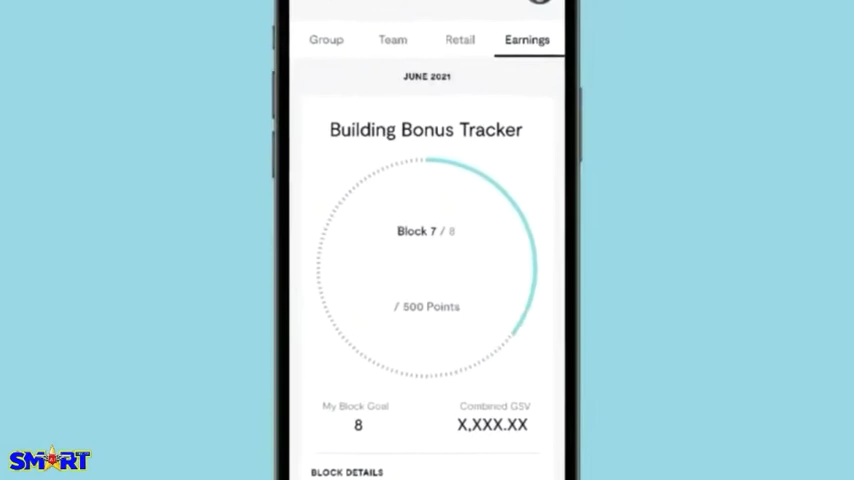 Group Team Retail Earnings
JUNE 2021
Building Bonus Tracker
Block 7 / 8
/ 500 Points
My Block Goal Combined GSV
8 X,XXX.XX
BLOCK DETAILS
SMART